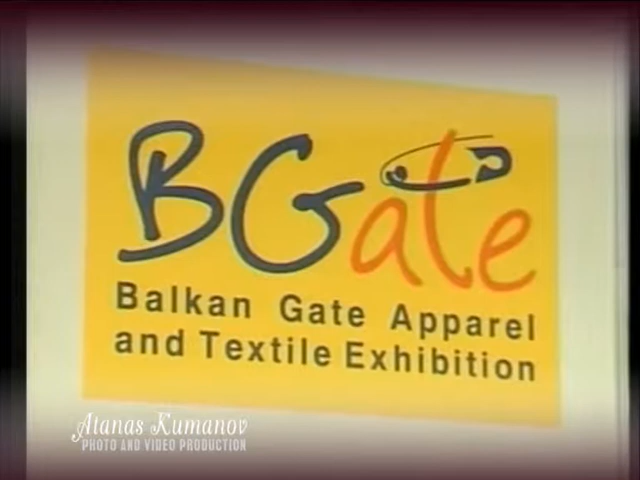 BGate
Balkan Gate Apparel
and Textile Exhibition
Atanas Kumanov
PHOTO AND VIDEO PRODUCTION